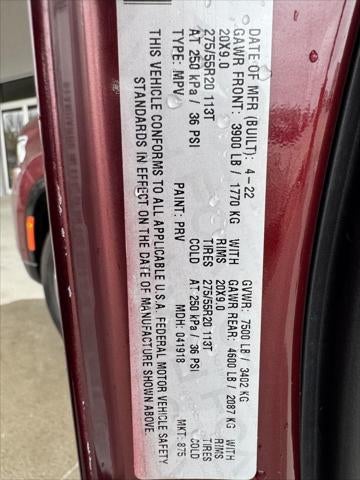 DATE OF MFR (BUILT): 4-22 GVWR: 7500 LB / 3402 KG
GAWR FRONT: 3900 LB / 1770 KG WITH GAWR REAR: 4600 LB / 2087 KG WITH
20X9.0 RIMS 20X9.0 RIMS
275/55R20 113T TIRES 275/55R20 113T TIRES
AT 250 kPa / 36 PSI COLD AT 250 kPa / 36 PSI COLD
TYPE: MPV PAINT: PRV MDH: 041918 MKT: 875
THIS VEHICLE CONFORMS TO ALL APPLICABLE U.S.A. FEDERAL MOTOR VEHICLE SAFETY
STANDARDS IN EFFECT ON THE DATE OF MANUFACTURE SHOWN ABOVE.